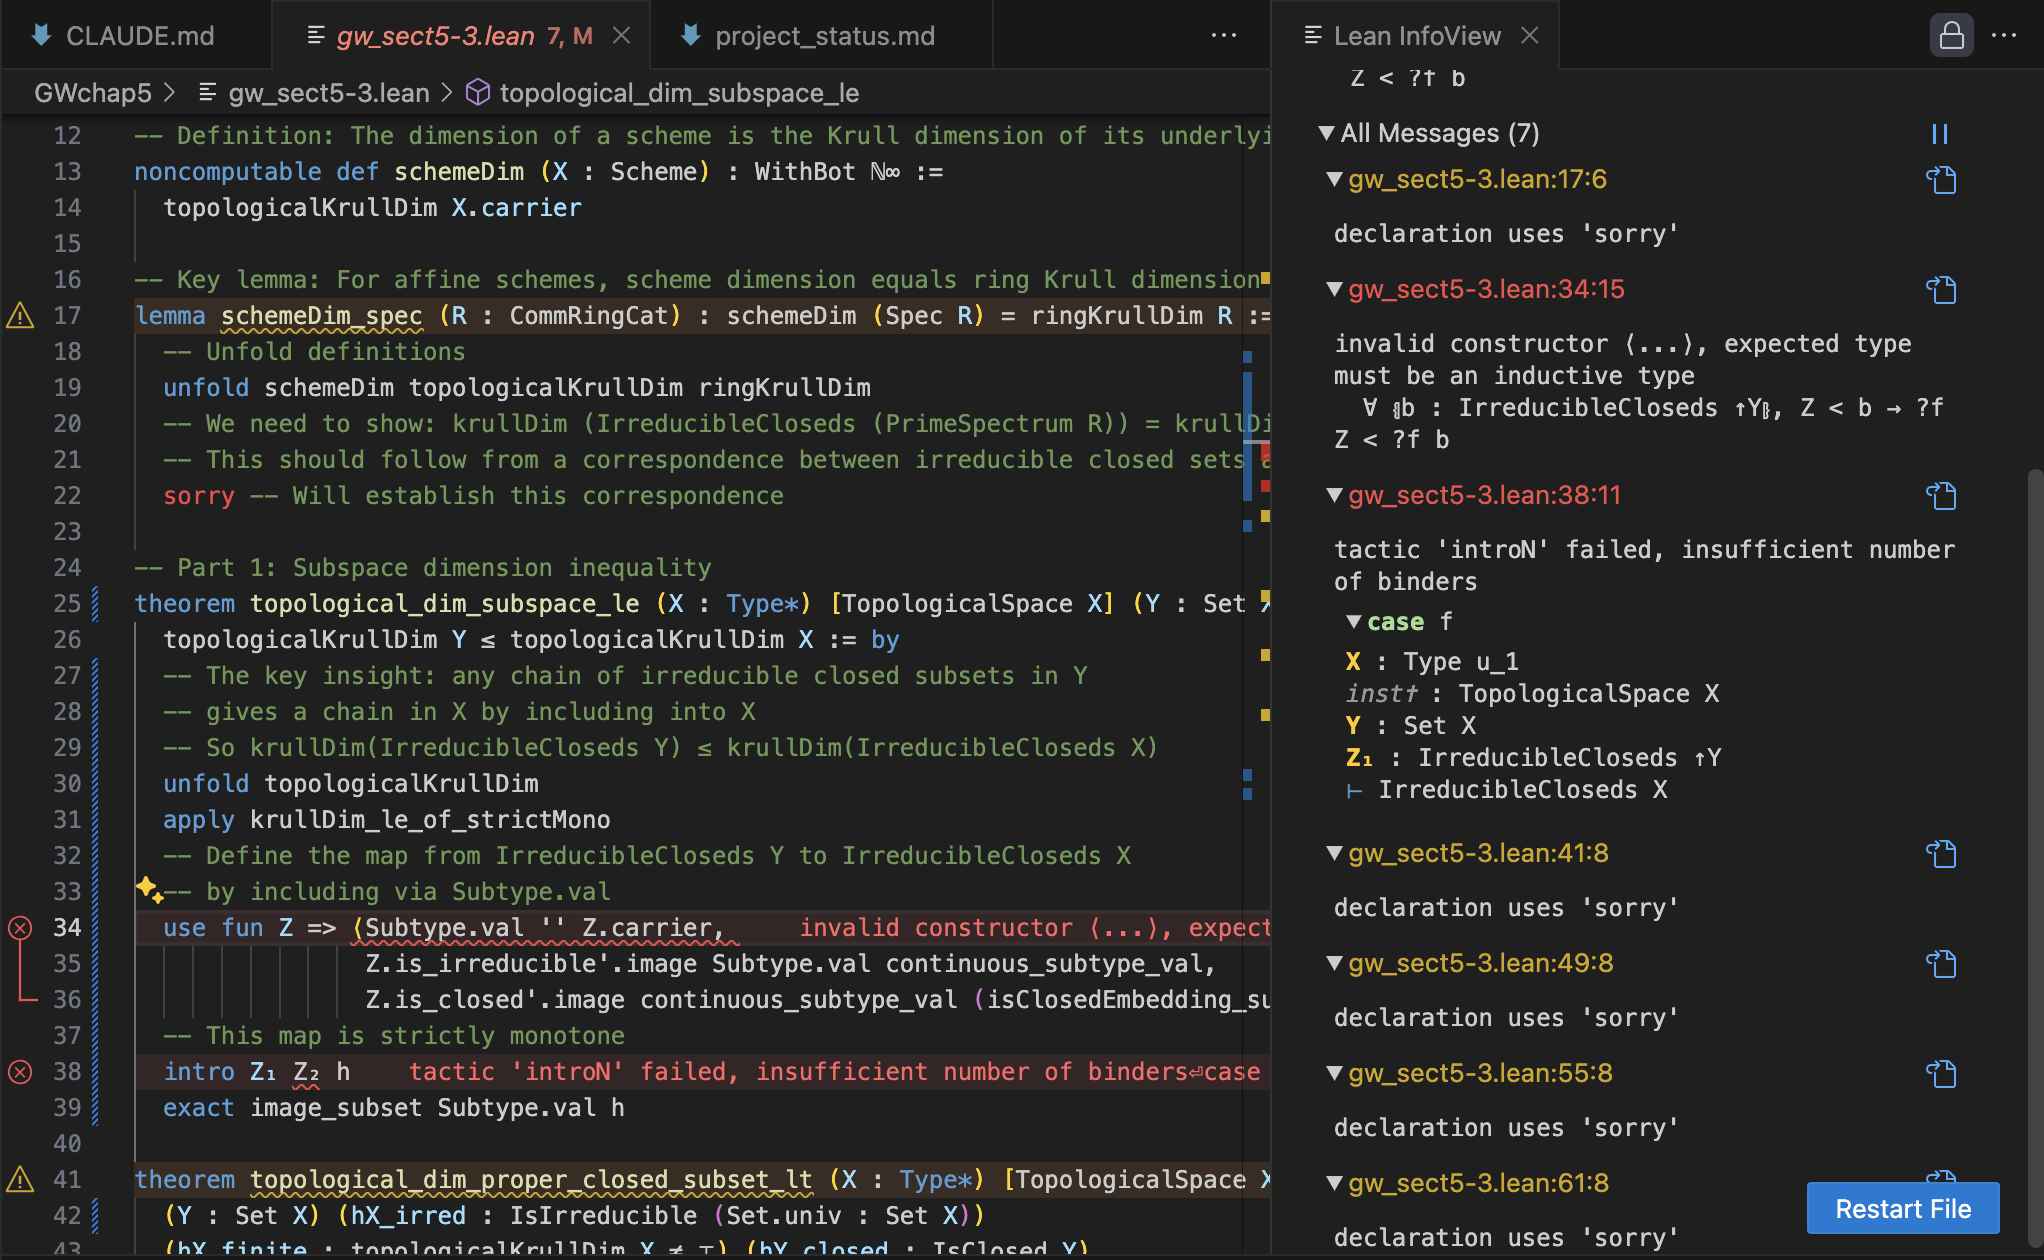 CLAUDE.md
gw_sect5-3.lean 7, M
project_status.md
GWchap5 > gw_sect5-3.lean > topological_dim_subspace_le
12 -- Definition: The dimension of a scheme is the Krull dimension of its underlyi
13 noncomputable def schemeDim (X : Scheme) : WithBot ℕ∞ :=
14 topologicalKrullDim X.carrier
15
16 -- Key lemma: For affine schemes, scheme dimension equals ring Krull dimension
17 lemma schemeDim_spec (R : CommRingCat) : schemeDim (Spec R) = ringKrullDim R :=
18 -- Unfold definitions
19 unfold schemeDim topologicalKrullDim ringKrullDim
20 -- We need to show: krullDim (IrreducibleCloseds (PrimeSpectrum R)) = krullDi
21 -- This should follow from a correspondence between irreducible closed sets a
22 sorry -- Will establish this correspondence
23
24 -- Part 1: Subspace dimension inequality
25 theorem topological_dim_subspace_le (X : Type*) [TopologicalSpace X] (Y : Set X
26 topologicalKrullDim Y ≤ topologicalKrullDim X := by
27 -- The key insight: any chain of irreducible closed subsets in Y
28 -- gives a chain in X by including into X
29 -- So krullDim(IrreducibleCloseds Y) ≤ krullDim(IrreducibleCloseds X)
30 unfold topologicalKrullDim
31 apply krullDim_le_of_strictMono
32 -- Define the map from IrreducibleCloseds Y to IrreducibleCloseds X
33 -- by including via Subtype.val
34 use fun Z => ⟨Subtype.val '' Z.carrier, invalid constructor ⟨...⟩, expect
35 Z.is_irreducible'.image Subtype.val continuous_subtype_val,
36 Z.is_closed'.image continuous_subtype_val (isClosedEmbedding_su
37 -- This map is strictly monotone
38 intro Z₁ Z₂ h tactic 'introN' failed, insufficient number of binders⏎case
39 exact image_subset Subtype.val h
40
41 theorem topological_dim_proper_closed_subset_lt (X : Type*) [TopologicalSpace X
42 (Y : Set X) (hX_irred : IsIrreducible (Set.univ : Set X))
43 (hX_finite : topologicalKrullDim X ≠ ⊤) (hY_closed : IsClosed Y)
Lean InfoView
Z < ?f b
All Messages (7)
gw_sect5-3.lean:17:6
declaration uses 'sorry'
gw_sect5-3.lean:34:15
invalid constructor ⟨...⟩, expected type
must be an inductive type
∀ ⦃b : IrreducibleCloseds ↑Y⦄, Z < b → ?f
Z < ?f b
gw_sect5-3.lean:38:11
tactic 'introN' failed, insufficient number
of binders
case f
X : Type u_1
inst† : TopologicalSpace X
Y : Set X
Z₁ : IrreducibleCloseds ↑Y
⊢ IrreducibleCloseds X
gw_sect5-3.lean:41:8
declaration uses 'sorry'
gw_sect5-3.lean:49:8
declaration uses 'sorry'
gw_sect5-3.lean:55:8
declaration uses 'sorry'
gw_sect5-3.lean:61:8
declaration uses 'sorry'
Restart File